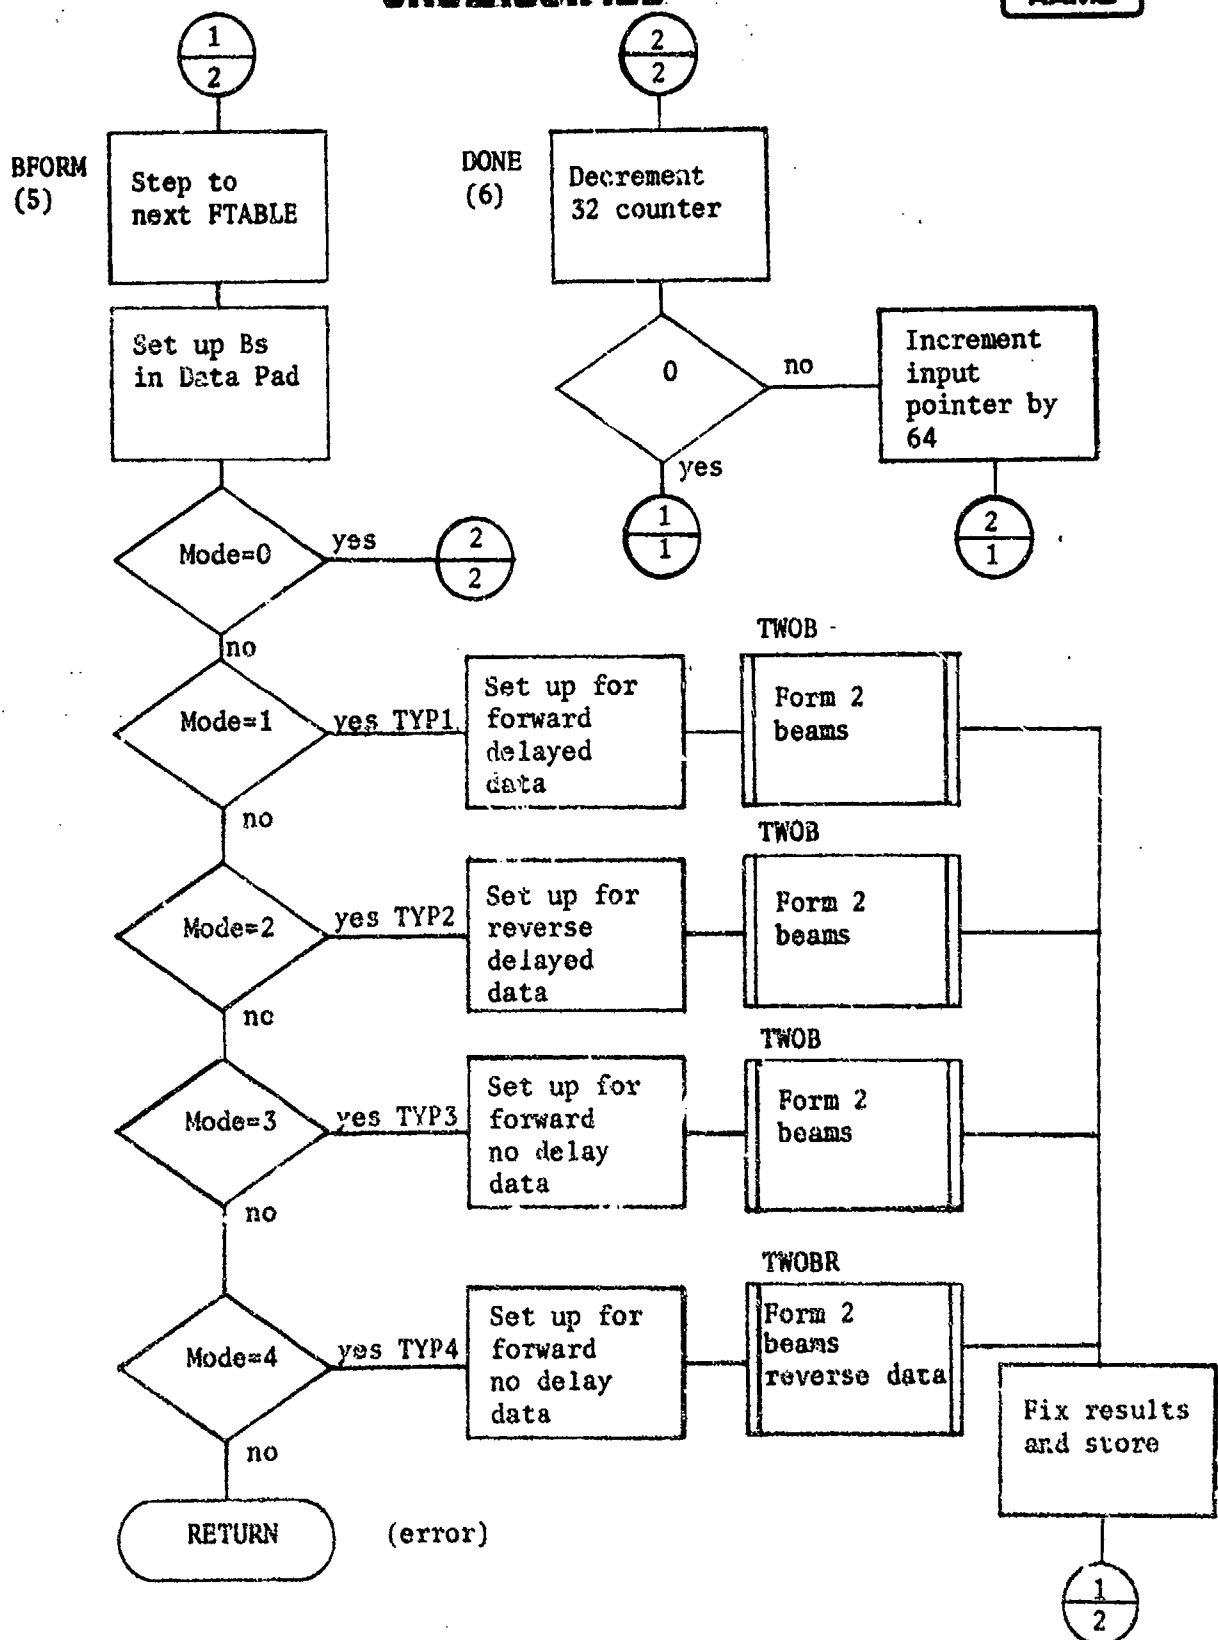 1
2
BFORM
(5)
Step to
next FTABLE
Set up Bs
in Data Pad
Mode=0
yes
2
2
no
2
2
DONE
(6)
Decrement
32 counter
0
no
Increment
input
pointer by
64
2
1
yes
1
1
Mode=1
yes TYP1
Set up for
forward
delayed
data
TWOB
Form 2
beams
no
Mode=2
yes TYP2
Set up for
reverse
delayed
data
TWOB
Form 2
beams
no
Mode=3
yes TYP3
Set up for
forward
no delay
data
TWOB
Form 2
beams
no
Mode=4
yes TYP4
Set up for
forward
no delay
data
TWOBR
Form 2
beams
reverse data
no
RETURN
(error)
Fix results
and store
1
2